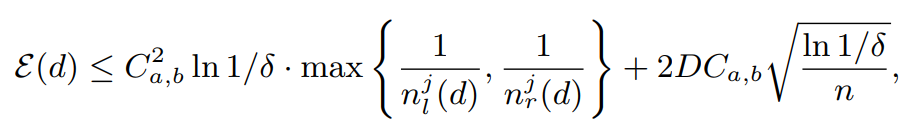 $\mathcal{E}(d) \leq C_{a,b}^2 \ln 1/\delta \cdot \max \left\{ \frac{1}{n_l^j(d)}, \frac{1}{n_r^j(d)} \right\} + 2DC_{a,b}\sqrt{\frac{\ln 1/\delta}{n}},$